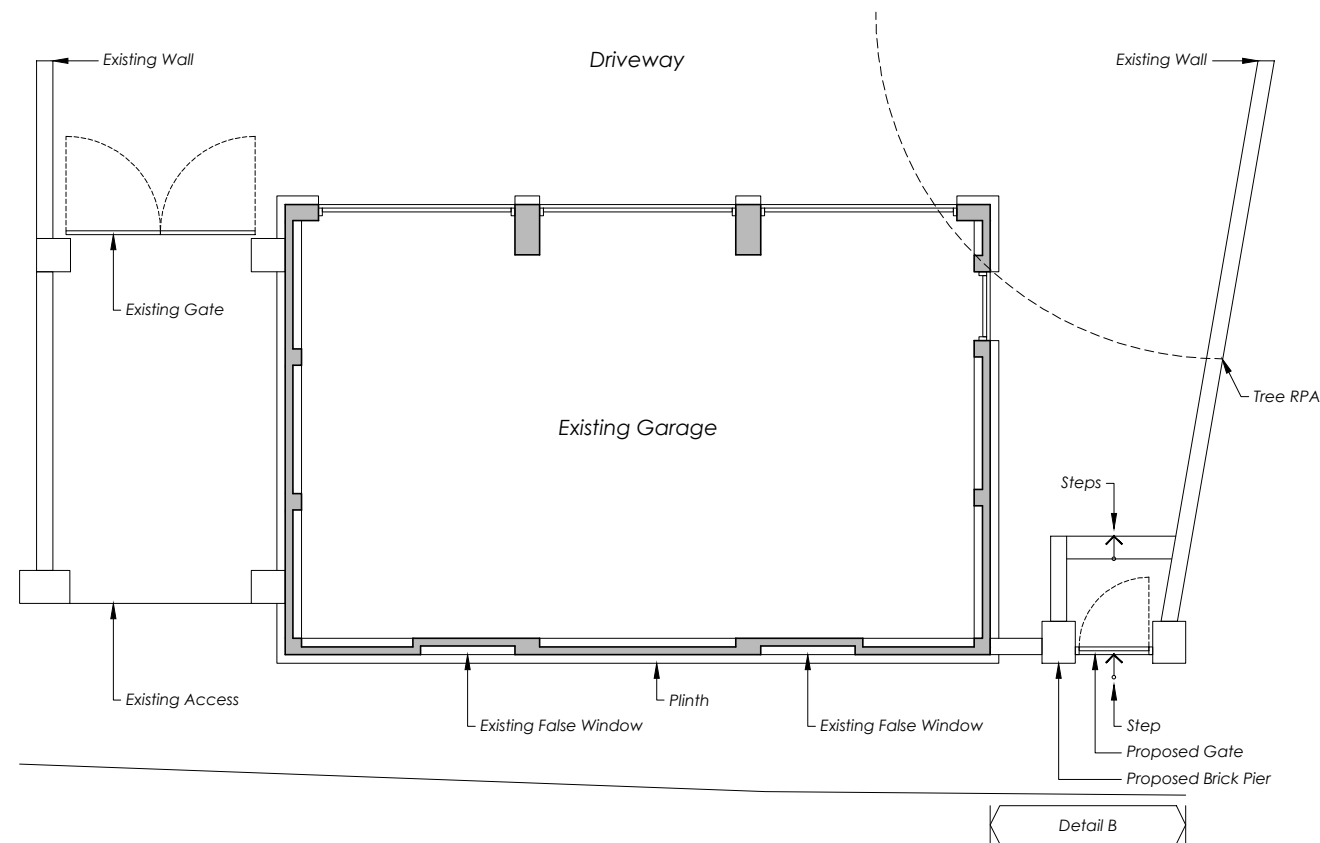 Existing Wall
Driveway
Existing Wall
Existing Gate
Tree RPA
Existing Garage
Steps
Existing Access
Plinth
Existing False Window
Existing False Window
Step
Proposed Gate
Proposed Brick Pier
Detail B